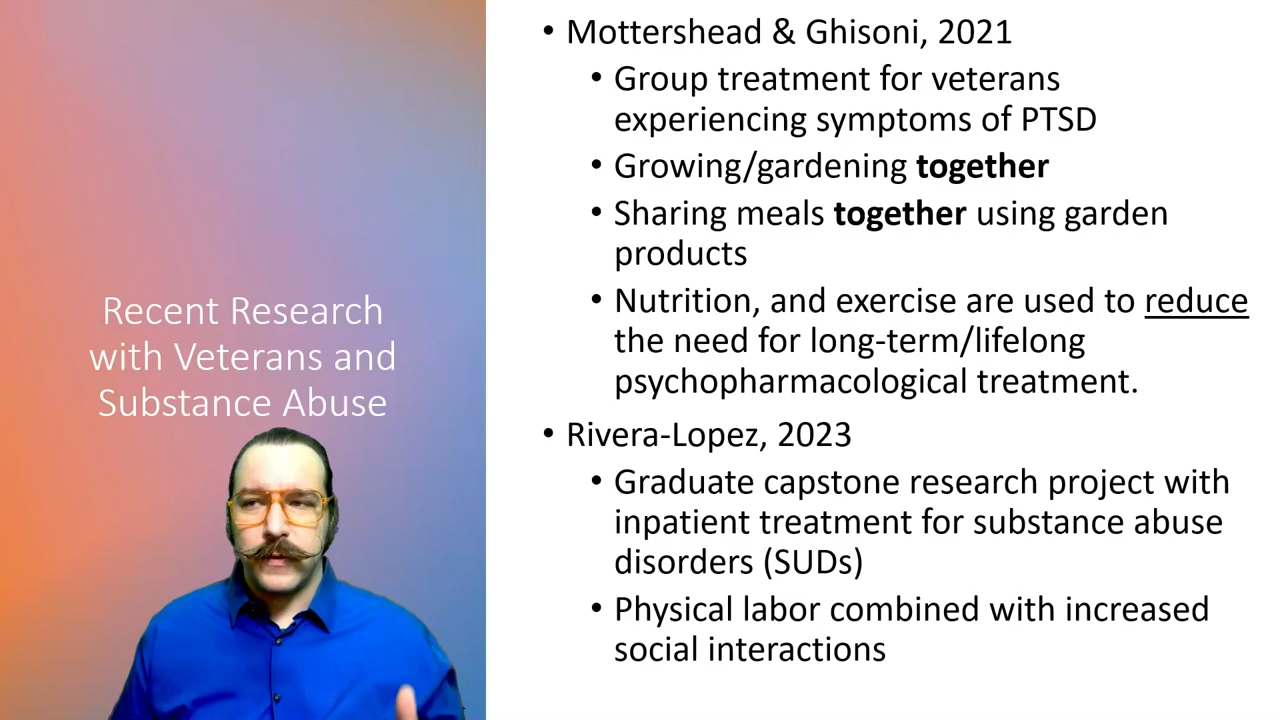 Recent Research
with Veterans and
Substance Abuse
• Mottershead & Ghisoni, 2021
• Group treatment for veterans
experiencing symptoms of PTSD
• Growing/gardening together
• Sharing meals together using garden
products
• Nutrition, and exercise are used to reduce
the need for long-term/lifelong
psychopharmacological treatment.
• Rivera-Lopez, 2023
• Graduate capstone research project with
inpatient treatment for substance abuse
disorders (SUDs)
• Physical labor combined with increased
social interactions